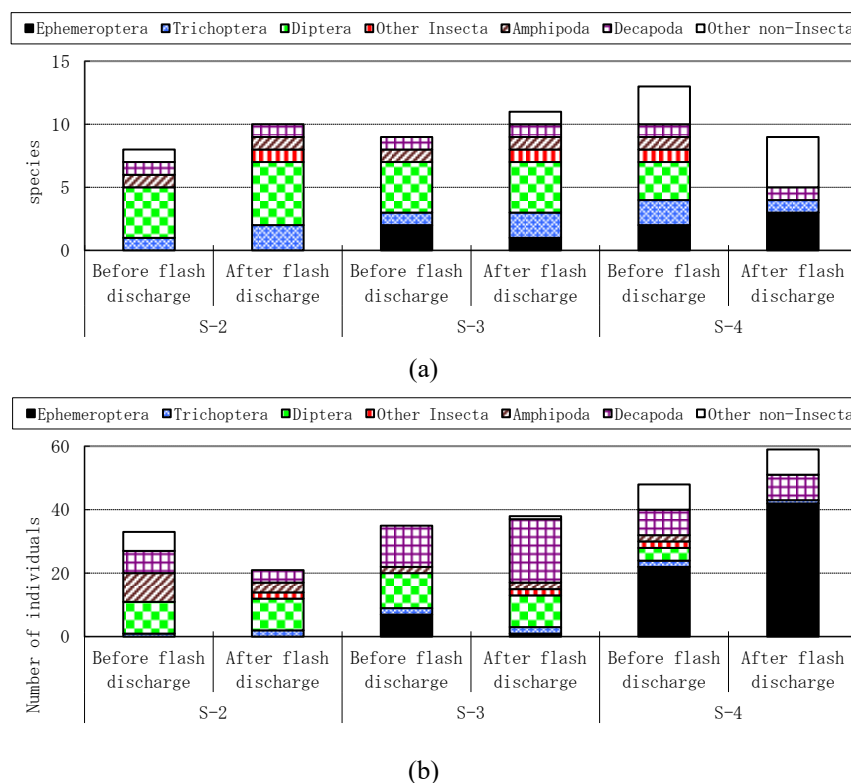 Ephemeroptera Trichoptera Diptera Other Insecta Amphipoda Decapoda Other non-Insecta
15
10
5
0
species
Before flash discharge After flash discharge Before flash discharge After flash discharge Before flash discharge After flash discharge
S-2 S-3 S-4
(a)
Ephemeroptera Trichoptera Diptera Other Insecta Amphipoda Decapoda Other non-Insecta
60
40
20
0
Number of individuals
Before flash discharge After flash discharge Before flash discharge After flash discharge Before flash discharge After flash discharge
S-2 S-3 S-4
(b)